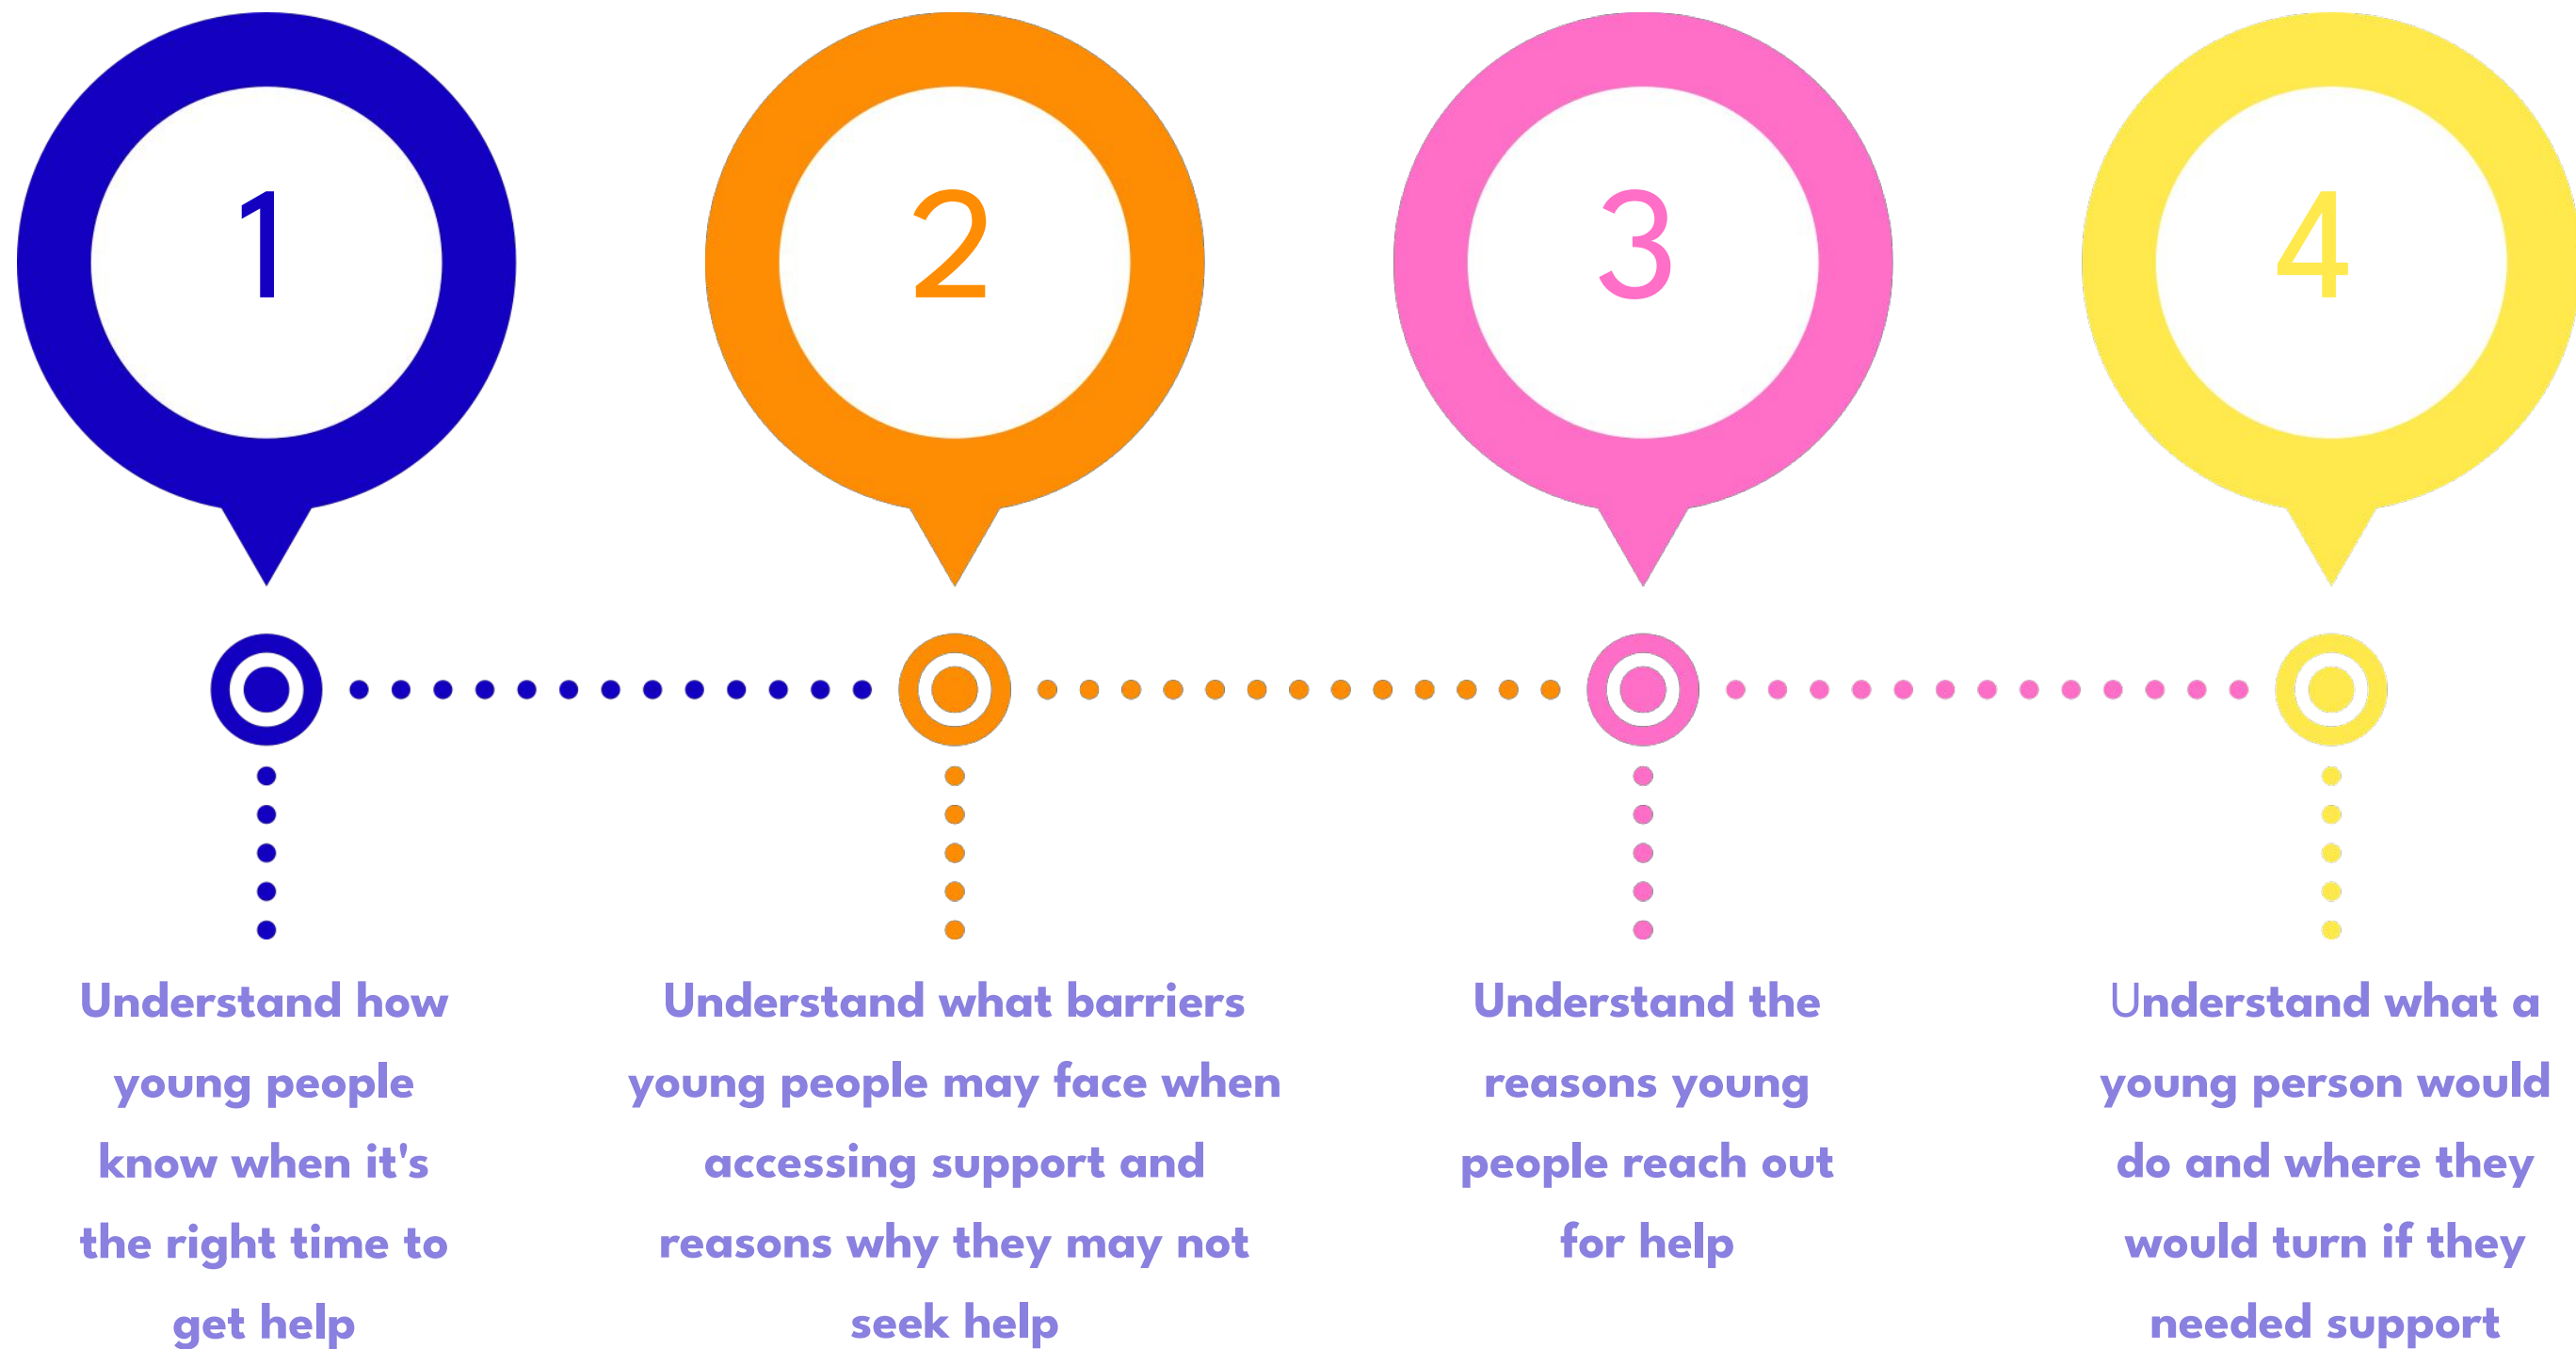 1
2
3
4
Understand how
young people
know when it's
the right time to
get help
Understand what barriers
young people may face when
accessing support and
reasons why they may not
seek help
Understand the
reasons young
people reach out
for help
Understand what a
young person would
do and where they
would turn if they
needed support